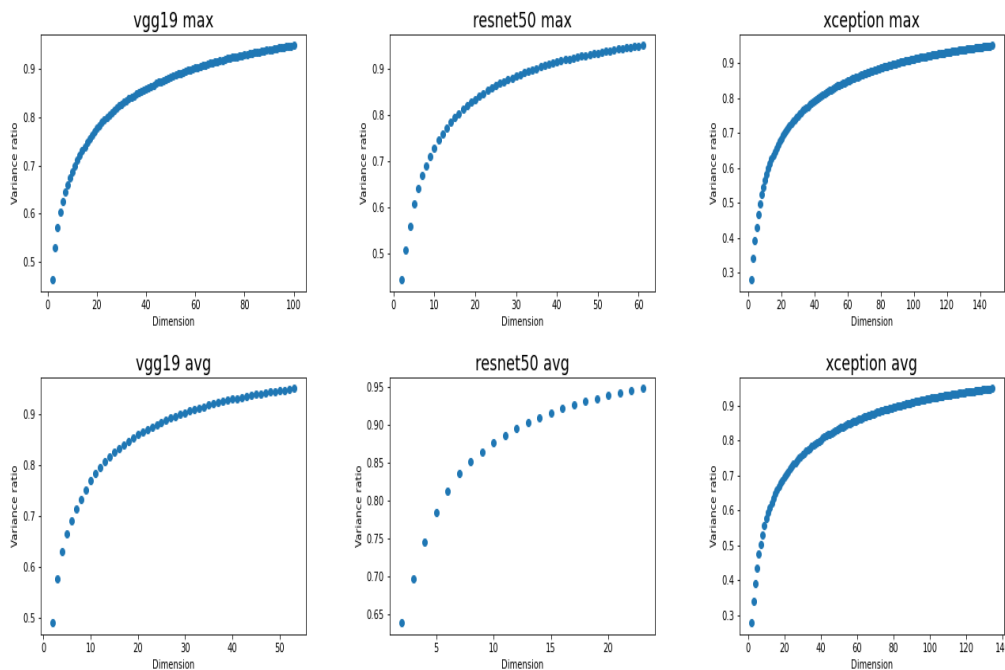 vgg19 max
Variance ratio
0.9
0.8
0.7
0.6
0.5
0 20 40 60 80 100
Dimension
resnet50 max
Variance ratio
0.9
0.8
0.7
0.6
0.5
0 10 20 30 40 50 60
Dimension
xception max
Variance ratio
0.9
0.8
0.7
0.6
0.5
0.4
0.3
0 20 40 60 80 100 120 140
Dimension
vgg19 avg
Variance ratio
0.9
0.8
0.7
0.6
0.5
0 10 20 30 40 50
Dimension
resnet50 avg
Variance ratio
0.95
0.90
0.85
0.80
0.75
0.70
0.65
5 10 15 20
Dimension
xception avg
Variance ratio
0.9
0.8
0.7
0.6
0.5
0.4
0.3
0 20 40 60 80 100 120 140
Dimension